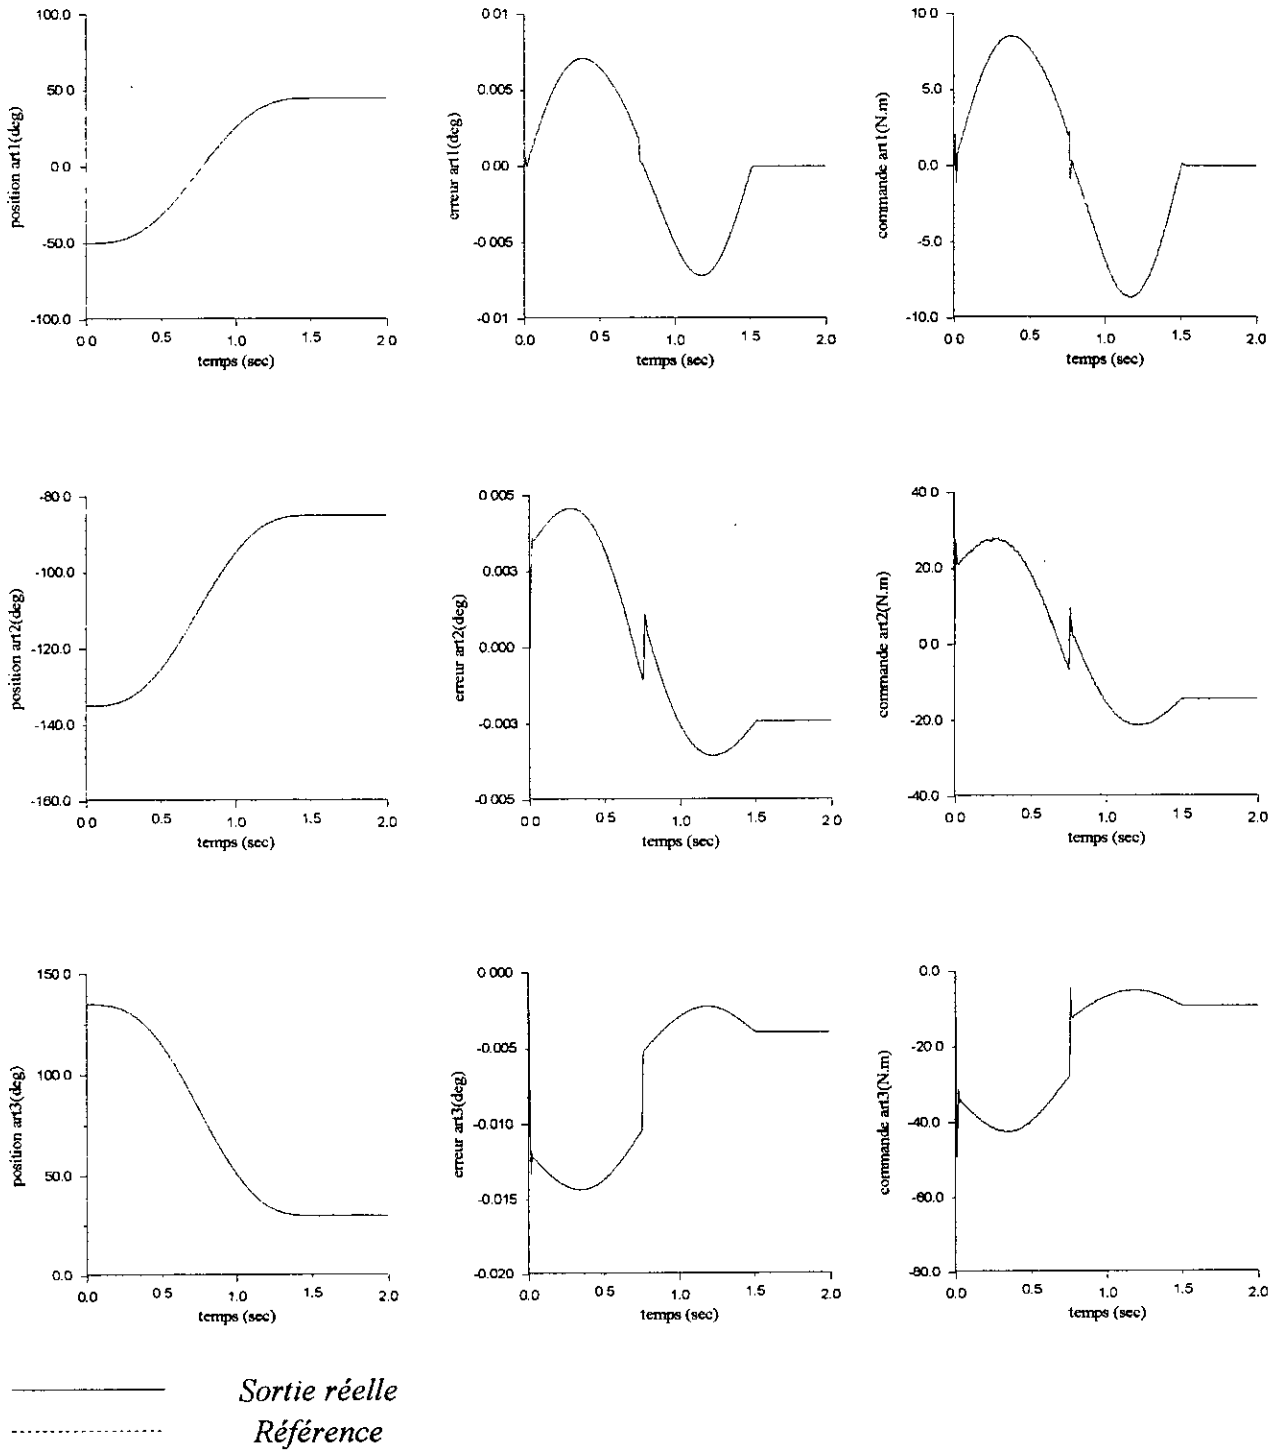 100.0
50.0
0.0
-50.0
-100.0
position art1(deg)
0.0 0.5 1.0 1.5 2.0
temps (sec)
0.01
0.005
0.00
-0.005
-0.01
erreur art1(deg)
0.0 0.5 1.0 1.5 2.0
temps (sec)
10.0
5.0
0.0
-5.0
-10.0
commande art1(N.m)
0.0 0.5 1.0 1.5 2.0
temps (sec)
-80.0
-100.0
-120.0
-140.0
-160.0
position art2(deg)
0.0 0.5 1.0 1.5 2.0
temps (sec)
0.005
0.003
0.000
-0.003
-0.005
erreur art2(deg)
0.0 0.5 1.0 1.5 2.0
temps (sec)
40.0
20.0
0.0
-20.0
-40.0
commande art2(N.m)
0.0 0.5 1.0 1.5 2.0
temps (sec)
150.0
100.0
50.0
0.0
position art3(deg)
0.0 0.5 1.0 1.5 2.0
temps (sec)
0.000
-0.005
-0.010
-0.015
-0.020
erreur art3(deg)
0.0 0.5 1.0 1.5 2.0
temps (sec)
0.0
-20.0
-40.0
-60.0
-80.0
commande art3(N.m)
0.0 0.5 1.0 1.5 2.0
temps (sec)
Sortie réelle
Référence